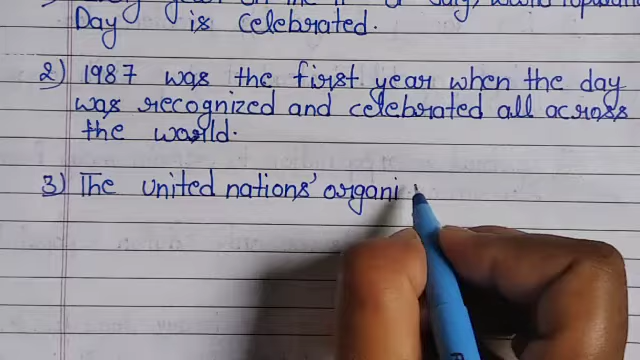 Day is celebrated.
2) 1987 was the first year when the day
was recognized and celebrated all across
the world.
3) The united nations' organi